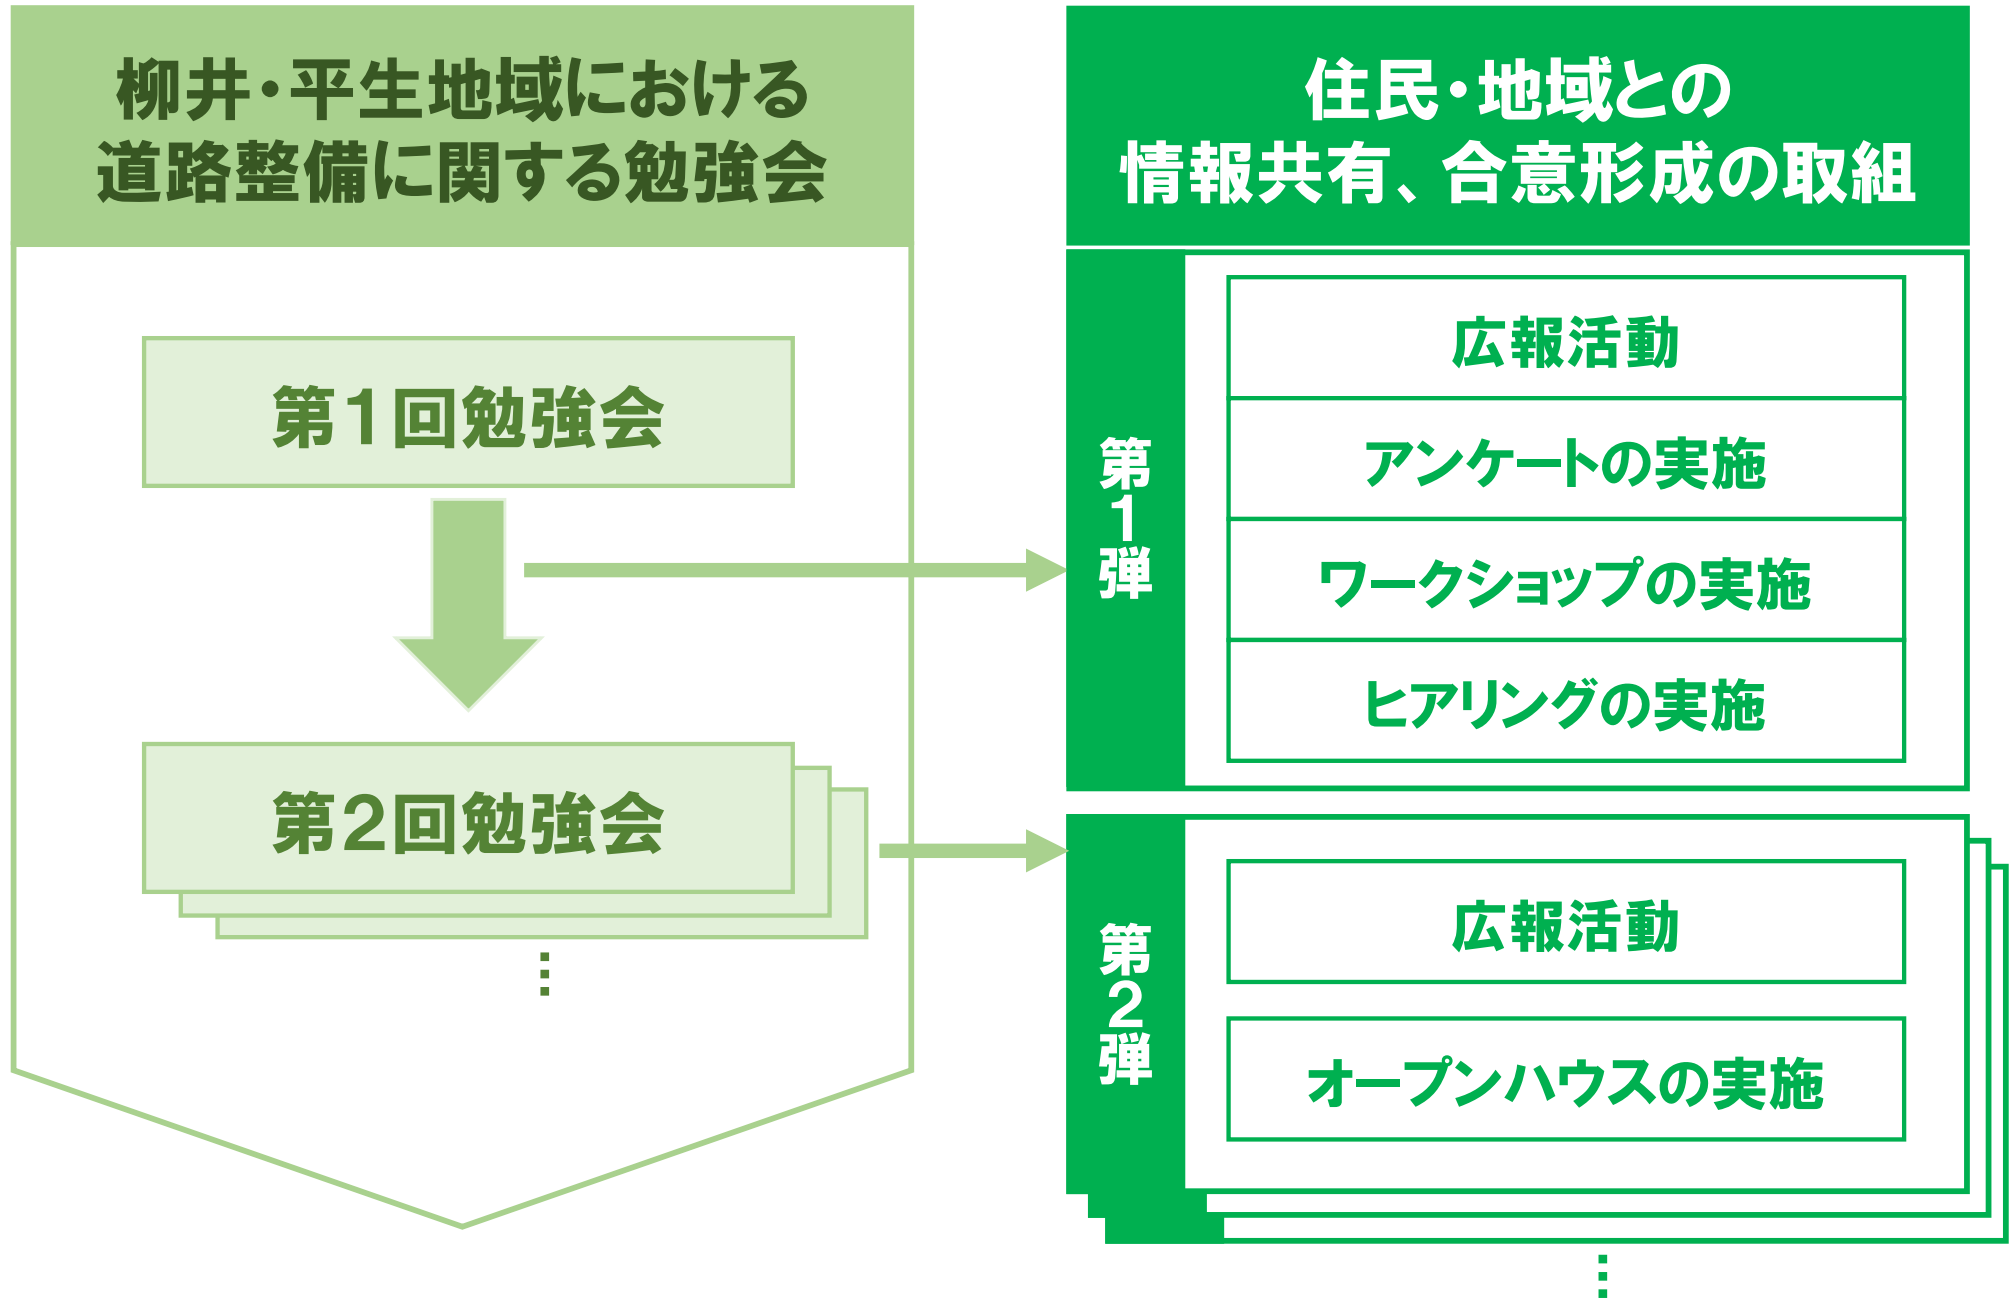 柳井・平生地域における
道路整備に関する勉強会
第1回勉強会
第2回勉強会
⋮
住民・地域との
情報共有、合意形成の取組
第1弾
広報活動
アンケートの実施
ワークショップの実施
ヒアリングの実施
第2弾
広報活動
オープンハウスの実施
⋮